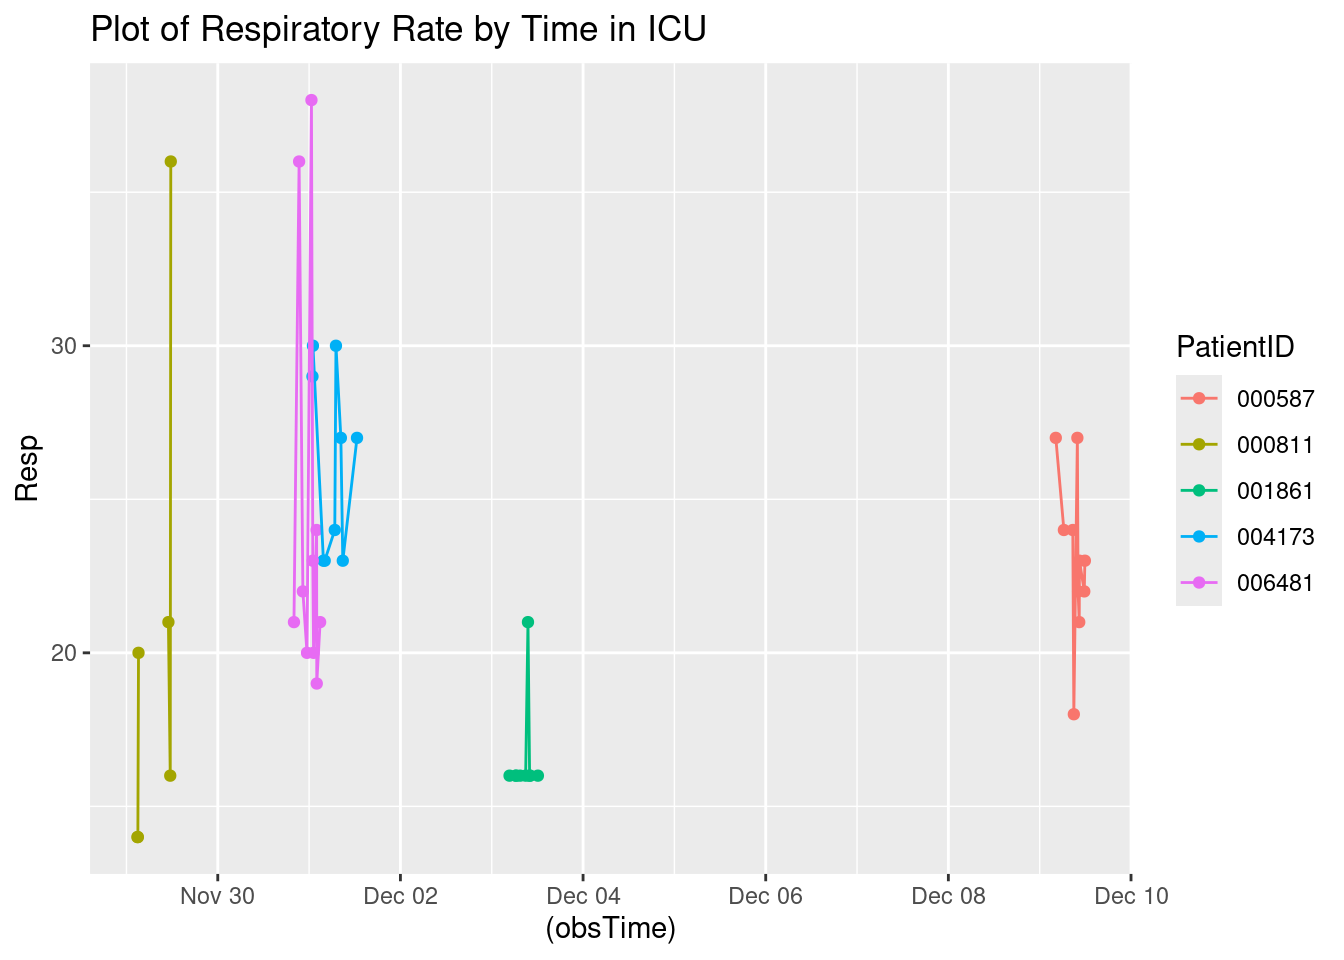 Plot of Respiratory Rate by Time in ICU
Resp
30
20
Nov 30
Dec 02
Dec 04
Dec 06
Dec 08
Dec 10
(obsTime)
PatientID
000587
000811
001861
004173
006481